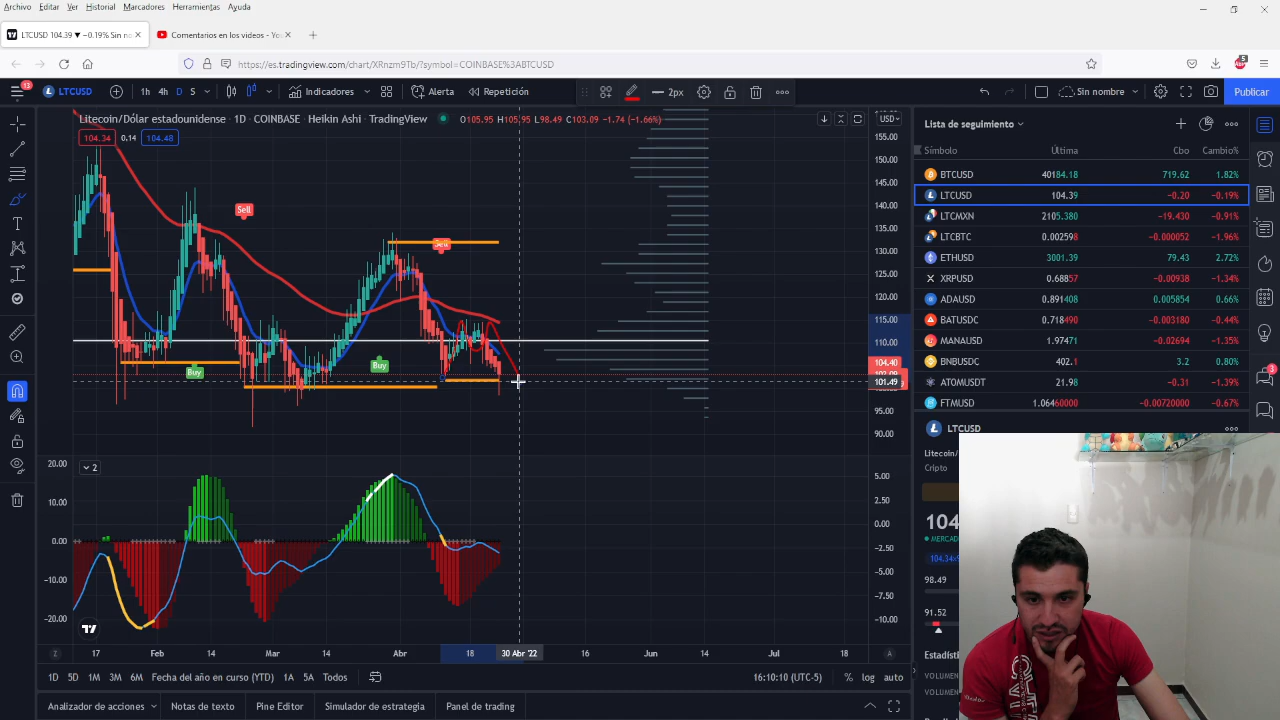 Archivo Editar Ver Historial Marcadores Herramientas Ayuda
LTCUSD 104.39 ▼ −0.19% Sin no Comentarios en los videos - Yo
https://es.tradingview.com/chart/XRnzm9Tb/?symbol=COINBASE%3ABTCUSD
13 LTCUSD 1h 4h D S Indicadores Alerta Repetición 2px Sin nombre Publicar
Litecoin/Dólar estadounidense · 1D · COINBASE · Heikin Ashi · TradingView O105.95 H105.95 L98.49 C103.09 −1.74 (−1.66%) USD
104.34 0.14 104.48
155.00
150.00
145.00
140.00
135.00
130.00
125.00
120.00
115.00
110.00
104.40
101.49
95.00
90.00
Sell
Sell
Buy
Buy
2
20.00
10.00
0.00
−10.00
−20.00
5.00
2.50
0.00
−2.50
−5.00
−7.50
−10.00
17 Feb 14 Mar 14 Abr 18 30 Abr '22 16 Jun 14 Jul 18
Z A
1D 5D 1M 3M 6M Fecha del año en curso (YTD) 1A 5A Todos 16:10:10 (UTC-5) % log auto
Analizador de acciones Notas de texto Pine Editor Simulador de estrategia Panel de trading
Lista de seguimiento
Símbolo Última Cbo Cambio%
BTCUSD 40184.18 719.62 1.82%
LTCUSD 104.39 −0.20 −0.19%
LTCMXN 2105.380 −19.430 −0.91%
LTCBTC 0.002598 −0.000052 −1.96%
ETHUSD 3001.39 79.43 2.72%
XRPUSD 0.68857 −0.00938 −1.34%
ADAUSD 0.891408 0.005854 0.66%
BATUSDC 0.718490 −0.003180 −0.44%
MANAUSD 1.97471 −0.02694 −1.35%
BNBUSDC 402.1 3.2 0.80%
ATOMUSDT 21.98 −0.31 −1.39%
FTMUSD 1.06460000 −0.00720000 −0.67%
LTCUSD
Litecoin/
Cripto
104
MERCAD
104.34
98.49
91.52
Estadíst
VOLUMEN
VOLUMEN